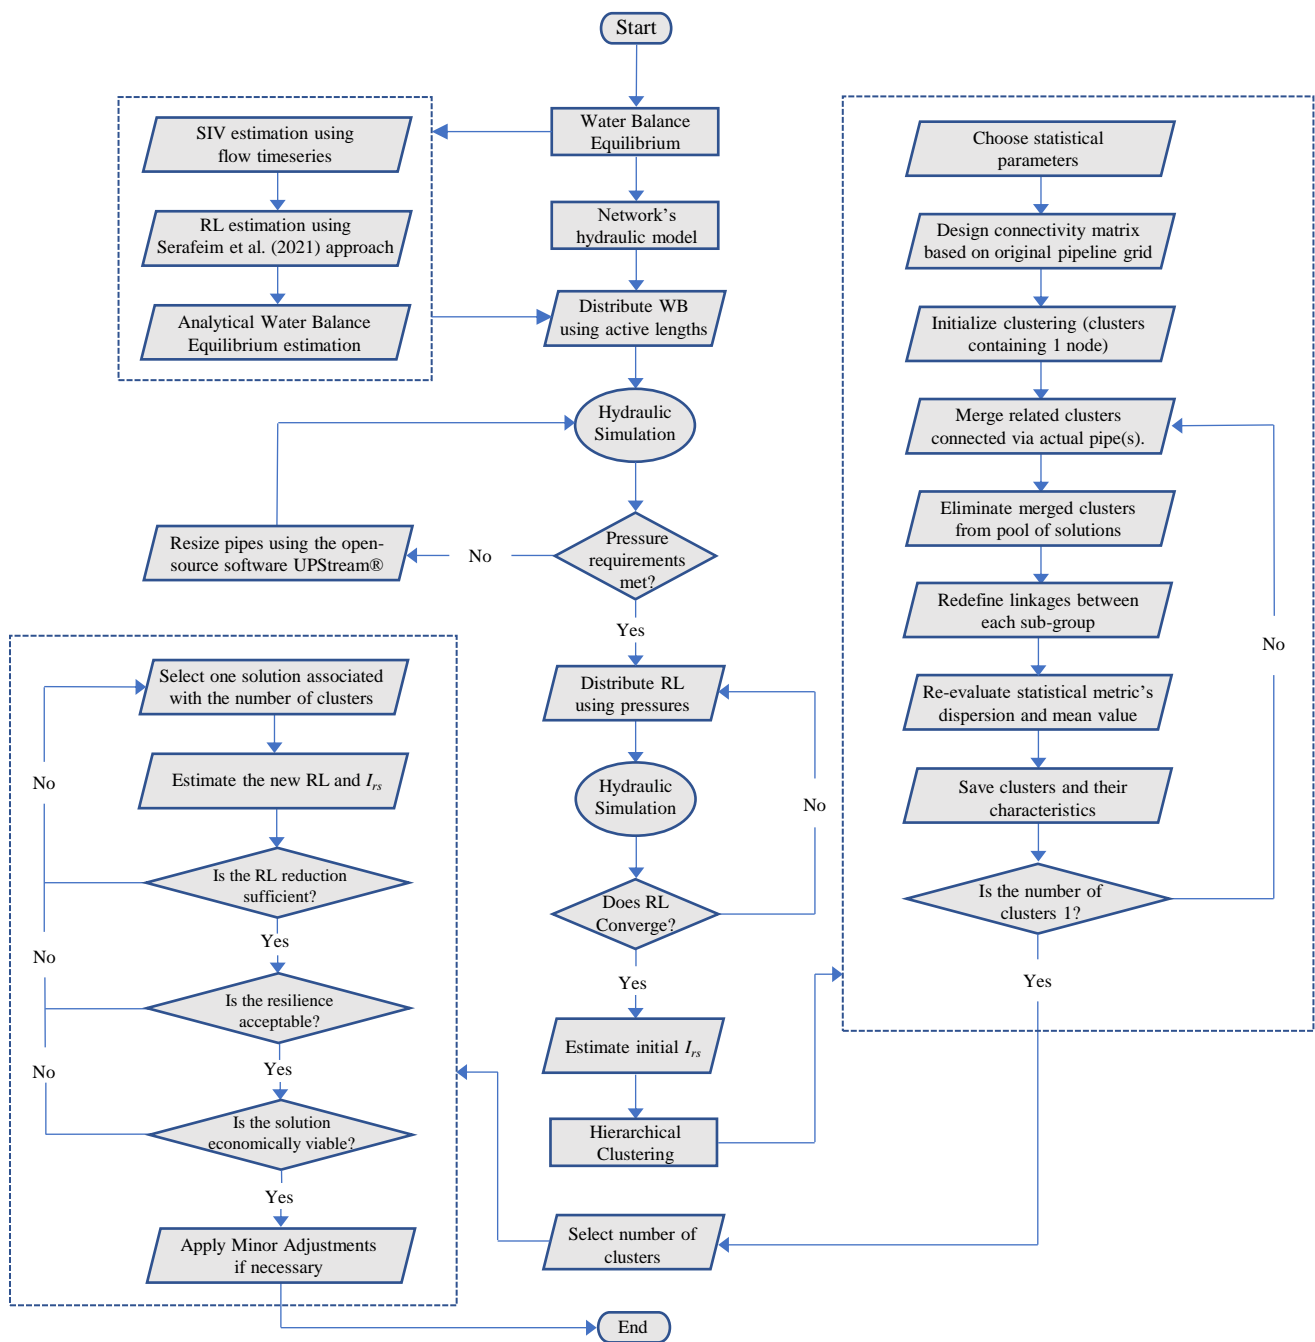 Start
Water Balance
Equilibrium
SIV estimation using
flow timeseries
RL estimation using
Serafeim et al. (2021) approach
Analytical Water Balance
Equilibrium estimation
Network's
hydraulic model
Distribute WB
using active lengths
Hydraulic
Simulation
Pressure
requirements
met?
No
Resize pipes using the open-
source software UPStream®
Yes
Distribute RL
using pressures
Hydraulic
Simulation
No
Does RL
Converge?
Yes
Estimate initial Irs
Hierarchical
Clustering
Choose statistical
parameters
Design connectivity matrix
based on original pipeline grid
Initialize clustering (clusters
containing 1 node)
Merge related clusters
connected via actual pipe(s).
Eliminate merged clusters
from pool of solutions
Redefine linkages between
each sub-group
No
Re-evaluate statistical metric's
dispersion and mean value
Save clusters and their
characteristics
Is the number of
clusters 1?
Yes
Select number of
clusters
Select one solution associated
with the number of clusters
Estimate the new RL and Irs
No
Is the RL reduction
sufficient?
Yes
No
Is the resilience
acceptable?
Yes
No
Is the solution
economically viable?
Yes
Apply Minor Adjustments
if necessary
End